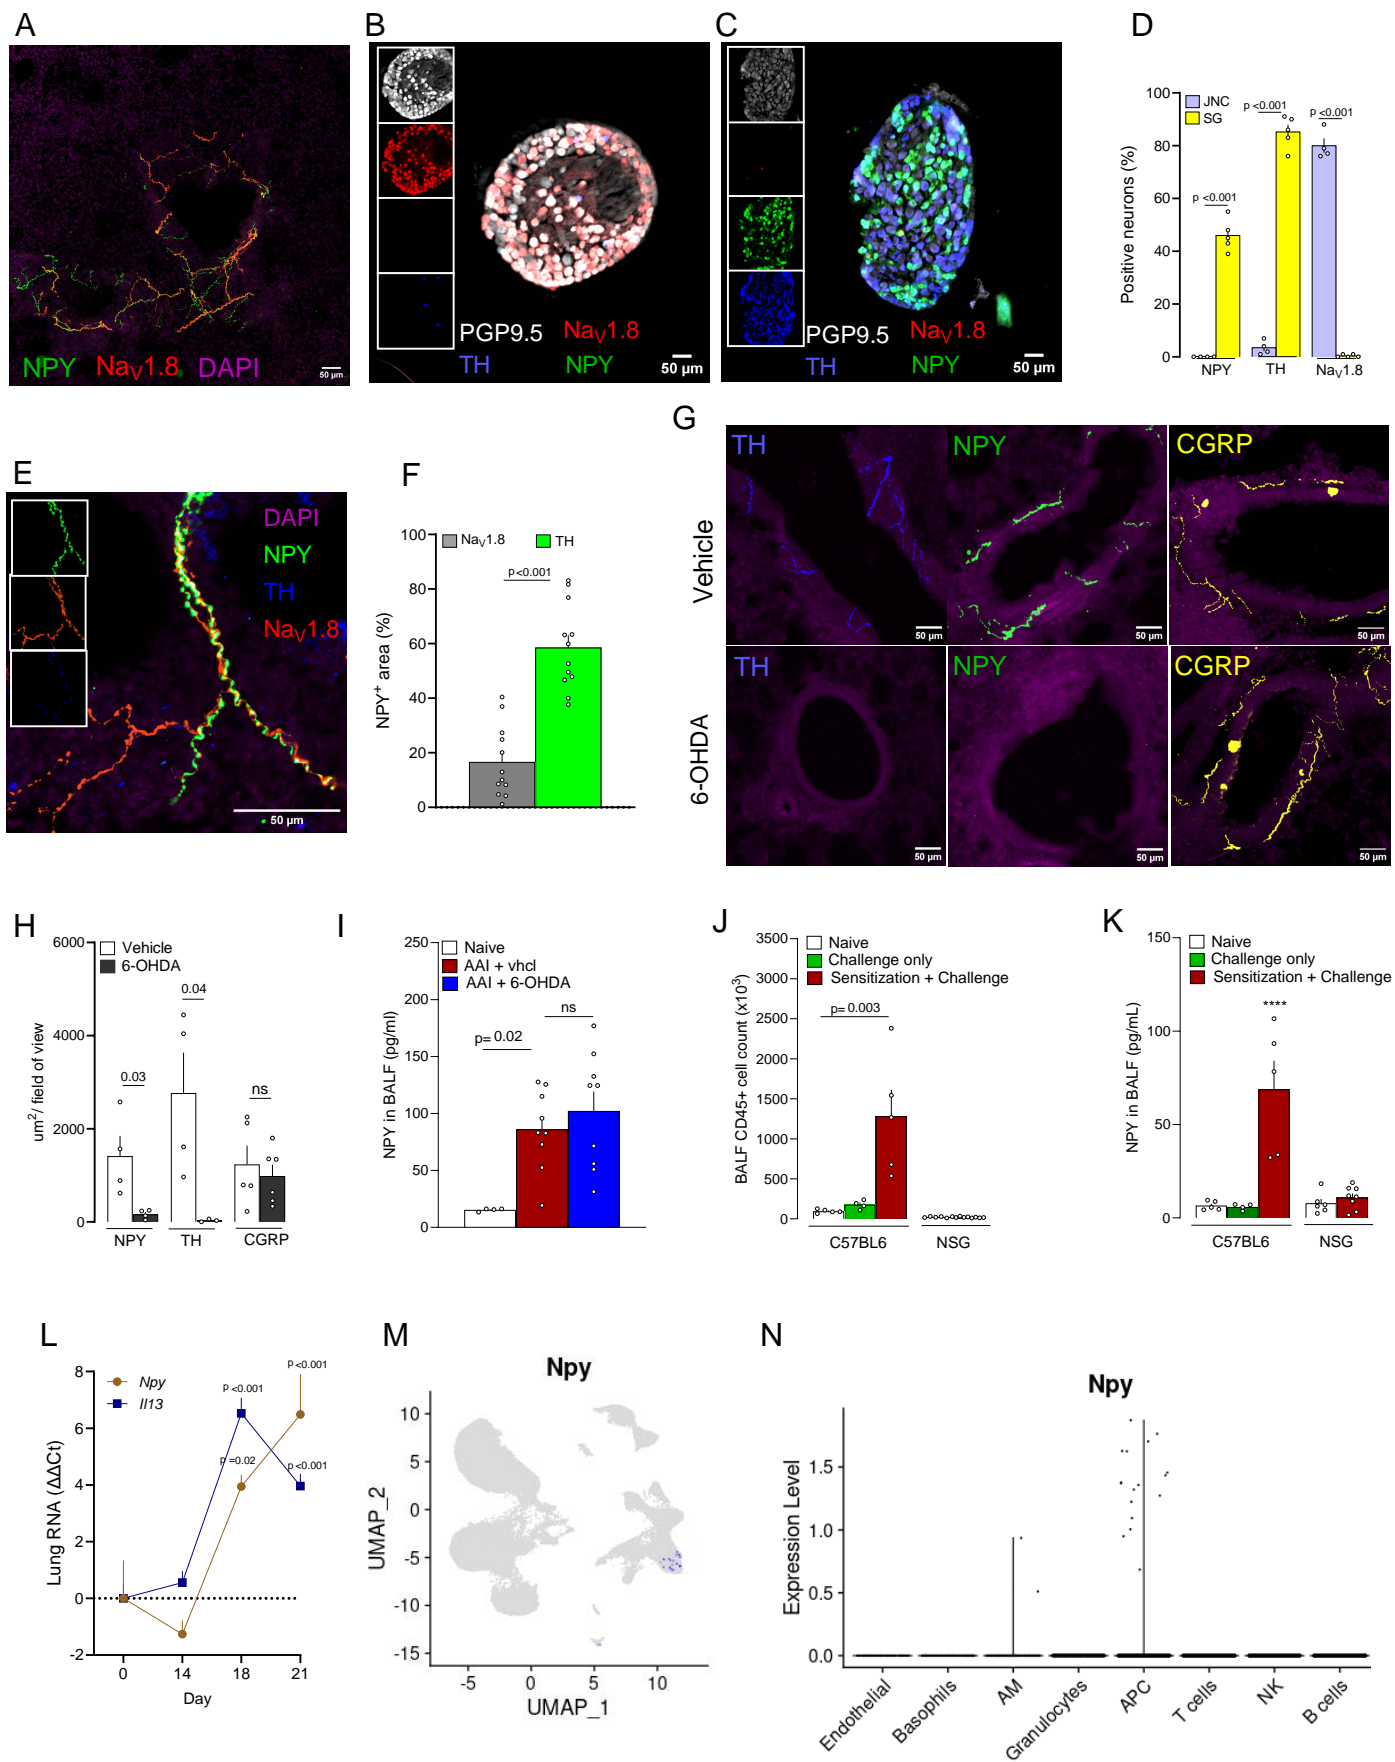 A
NPY NaV1.8 DAPI
50 µm
B
PGP9.5 NaV1.8
TH NPY
50 µm
C
PGP9.5 NaV1.8
TH NPY
50 µm
D
Positive neurons (%)
100
80
60
40
20
0
JNC
SG
p <0.001
p <0.001
p <0.001
NPY TH NaV1.8
E
DAPI
NPY
TH
NaV1.8
50 µm
F
NPY+ area (%)
100
80
60
40
20
0
NaV1.8 TH
p<0.001
G
Vehicle
TH NPY CGRP
50 µm 50 µm 50 µm
6-OHDA
TH NPY CGRP
50 µm 50 µm 50 µm
H
um2/ field of view
6000
4000
2000
0
Vehicle
6-OHDA
0.03
0.04
ns
NPY TH CGRP
I
NPY in BALF (pg/ml)
250
200
150
100
50
0
Naive
AAI + vhcl
AAI + 6-OHDA
p= 0.02
ns
J
BALF CD45+ cell count (x103)
3500
3000
2500
2000
1500
1000
500
0
Naive
Challenge only
Sensitization + Challenge
p= 0.003
C57BL6 NSG
K
NPY in BALF (pg/mL)
150
100
50
0
Naive
Challenge only
Sensitization + Challenge
****
C57BL6 NSG
L
Lung RNA (ΔΔCt)
8
6
4
2
0
-2
Npy
Il13
p <0.001
p <0.001
p =0.02
p <0.001
0 14 18 21
Day
M
Npy
UMAP_2
10
5
0
-5
-10
-15
-5 0 5 10
UMAP_1
N
Npy
Expression Level
1.5
1.0
0.5
0.0
Endothelial
Basophils
AM
Granulocytes
APC
T cells
NK
B cells